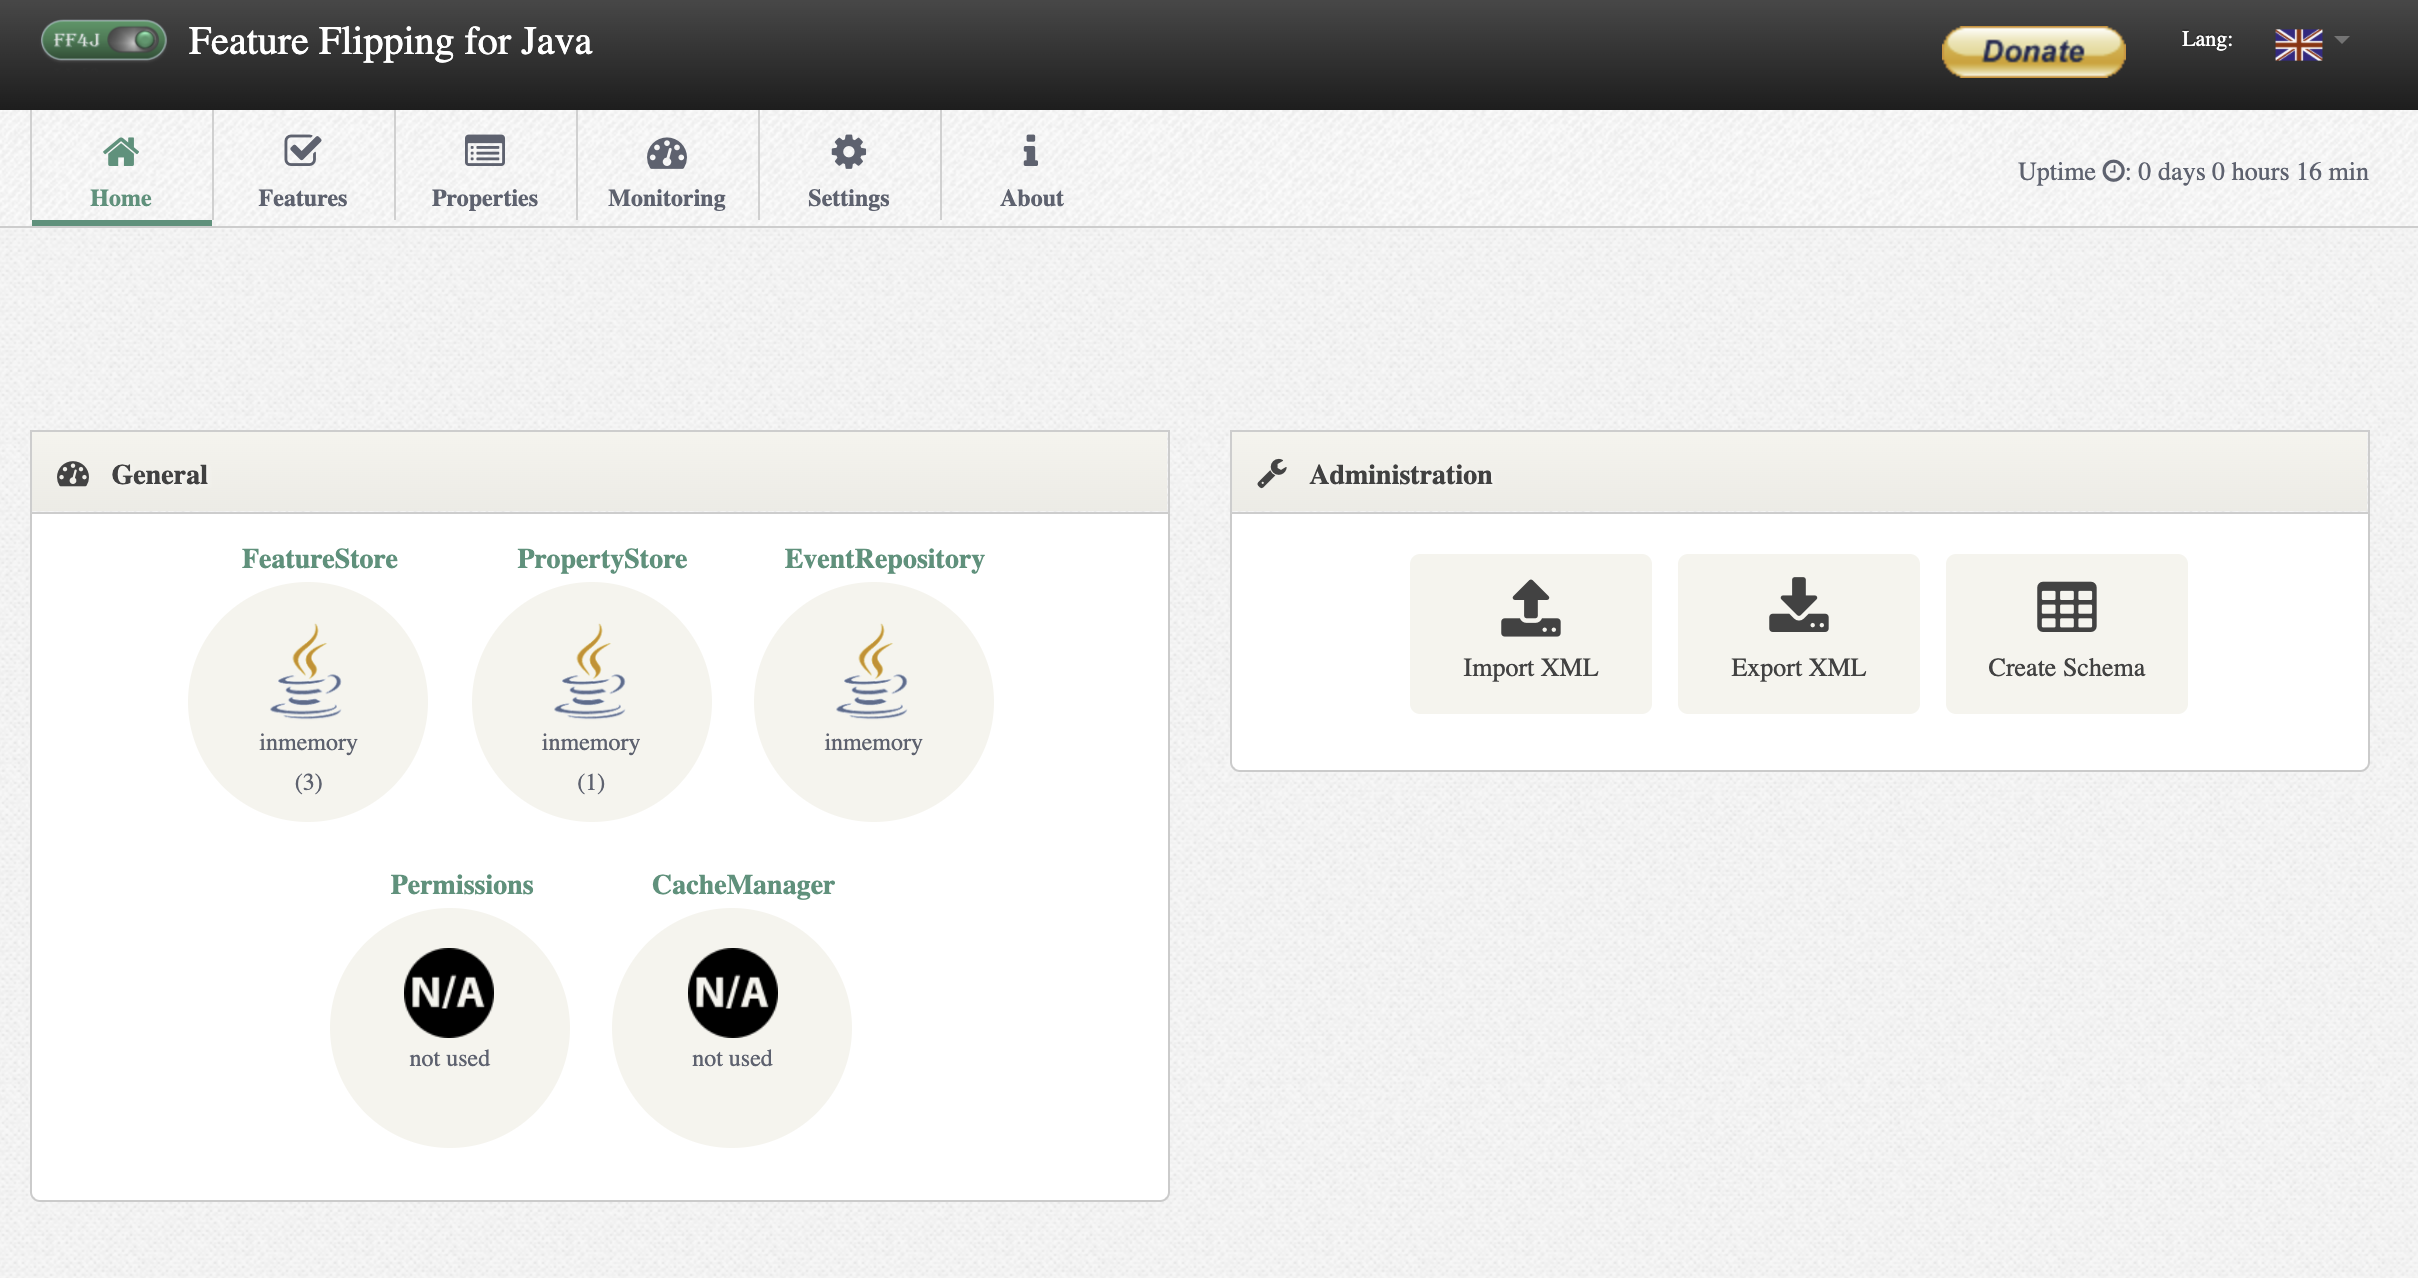 FF4J
Feature Flipping for Java
Donate
Lang:
Home
Features
Properties
Monitoring
Settings
About
Uptime : 0 days 0 hours 16 min
General
FeatureStore
PropertyStore
EventRepository
inmemory
(3)
inmemory
(1)
inmemory
Permissions
CacheManager
N/A
not used
N/A
not used
Administration
Import XML
Export XML
Create Schema